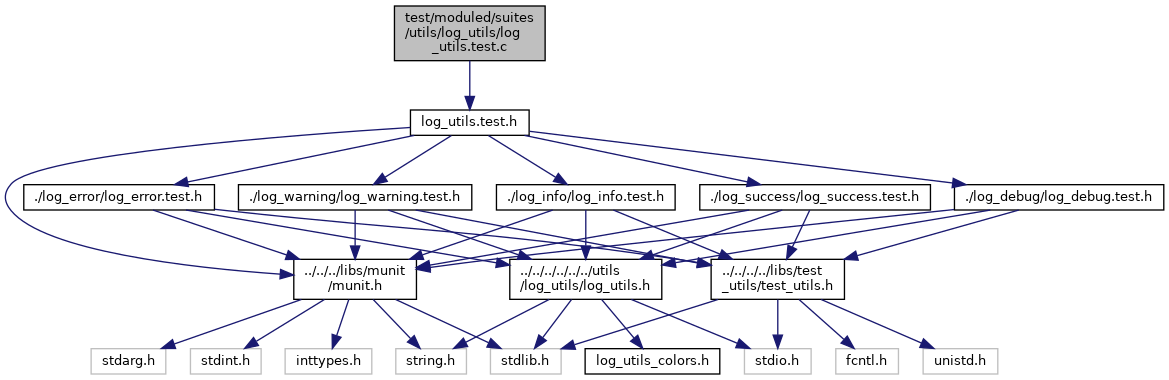 test/moduled/suites
/utils/log_utils/log
_utils.test.c
log_utils.test.h
./log_error/log_error.test.h
./log_warning/log_warning.test.h
./log_info/log_info.test.h
./log_success/log_success.test.h
./log_debug/log_debug.test.h
../../../libs/munit
/munit.h
../../../../../../utils
/log_utils/log_utils.h
../../../../libs/test
_utils/test_utils.h
stdarg.h
stdint.h
inttypes.h
string.h
stdlib.h
log_utils_colors.h
stdio.h
fcntl.h
unistd.h